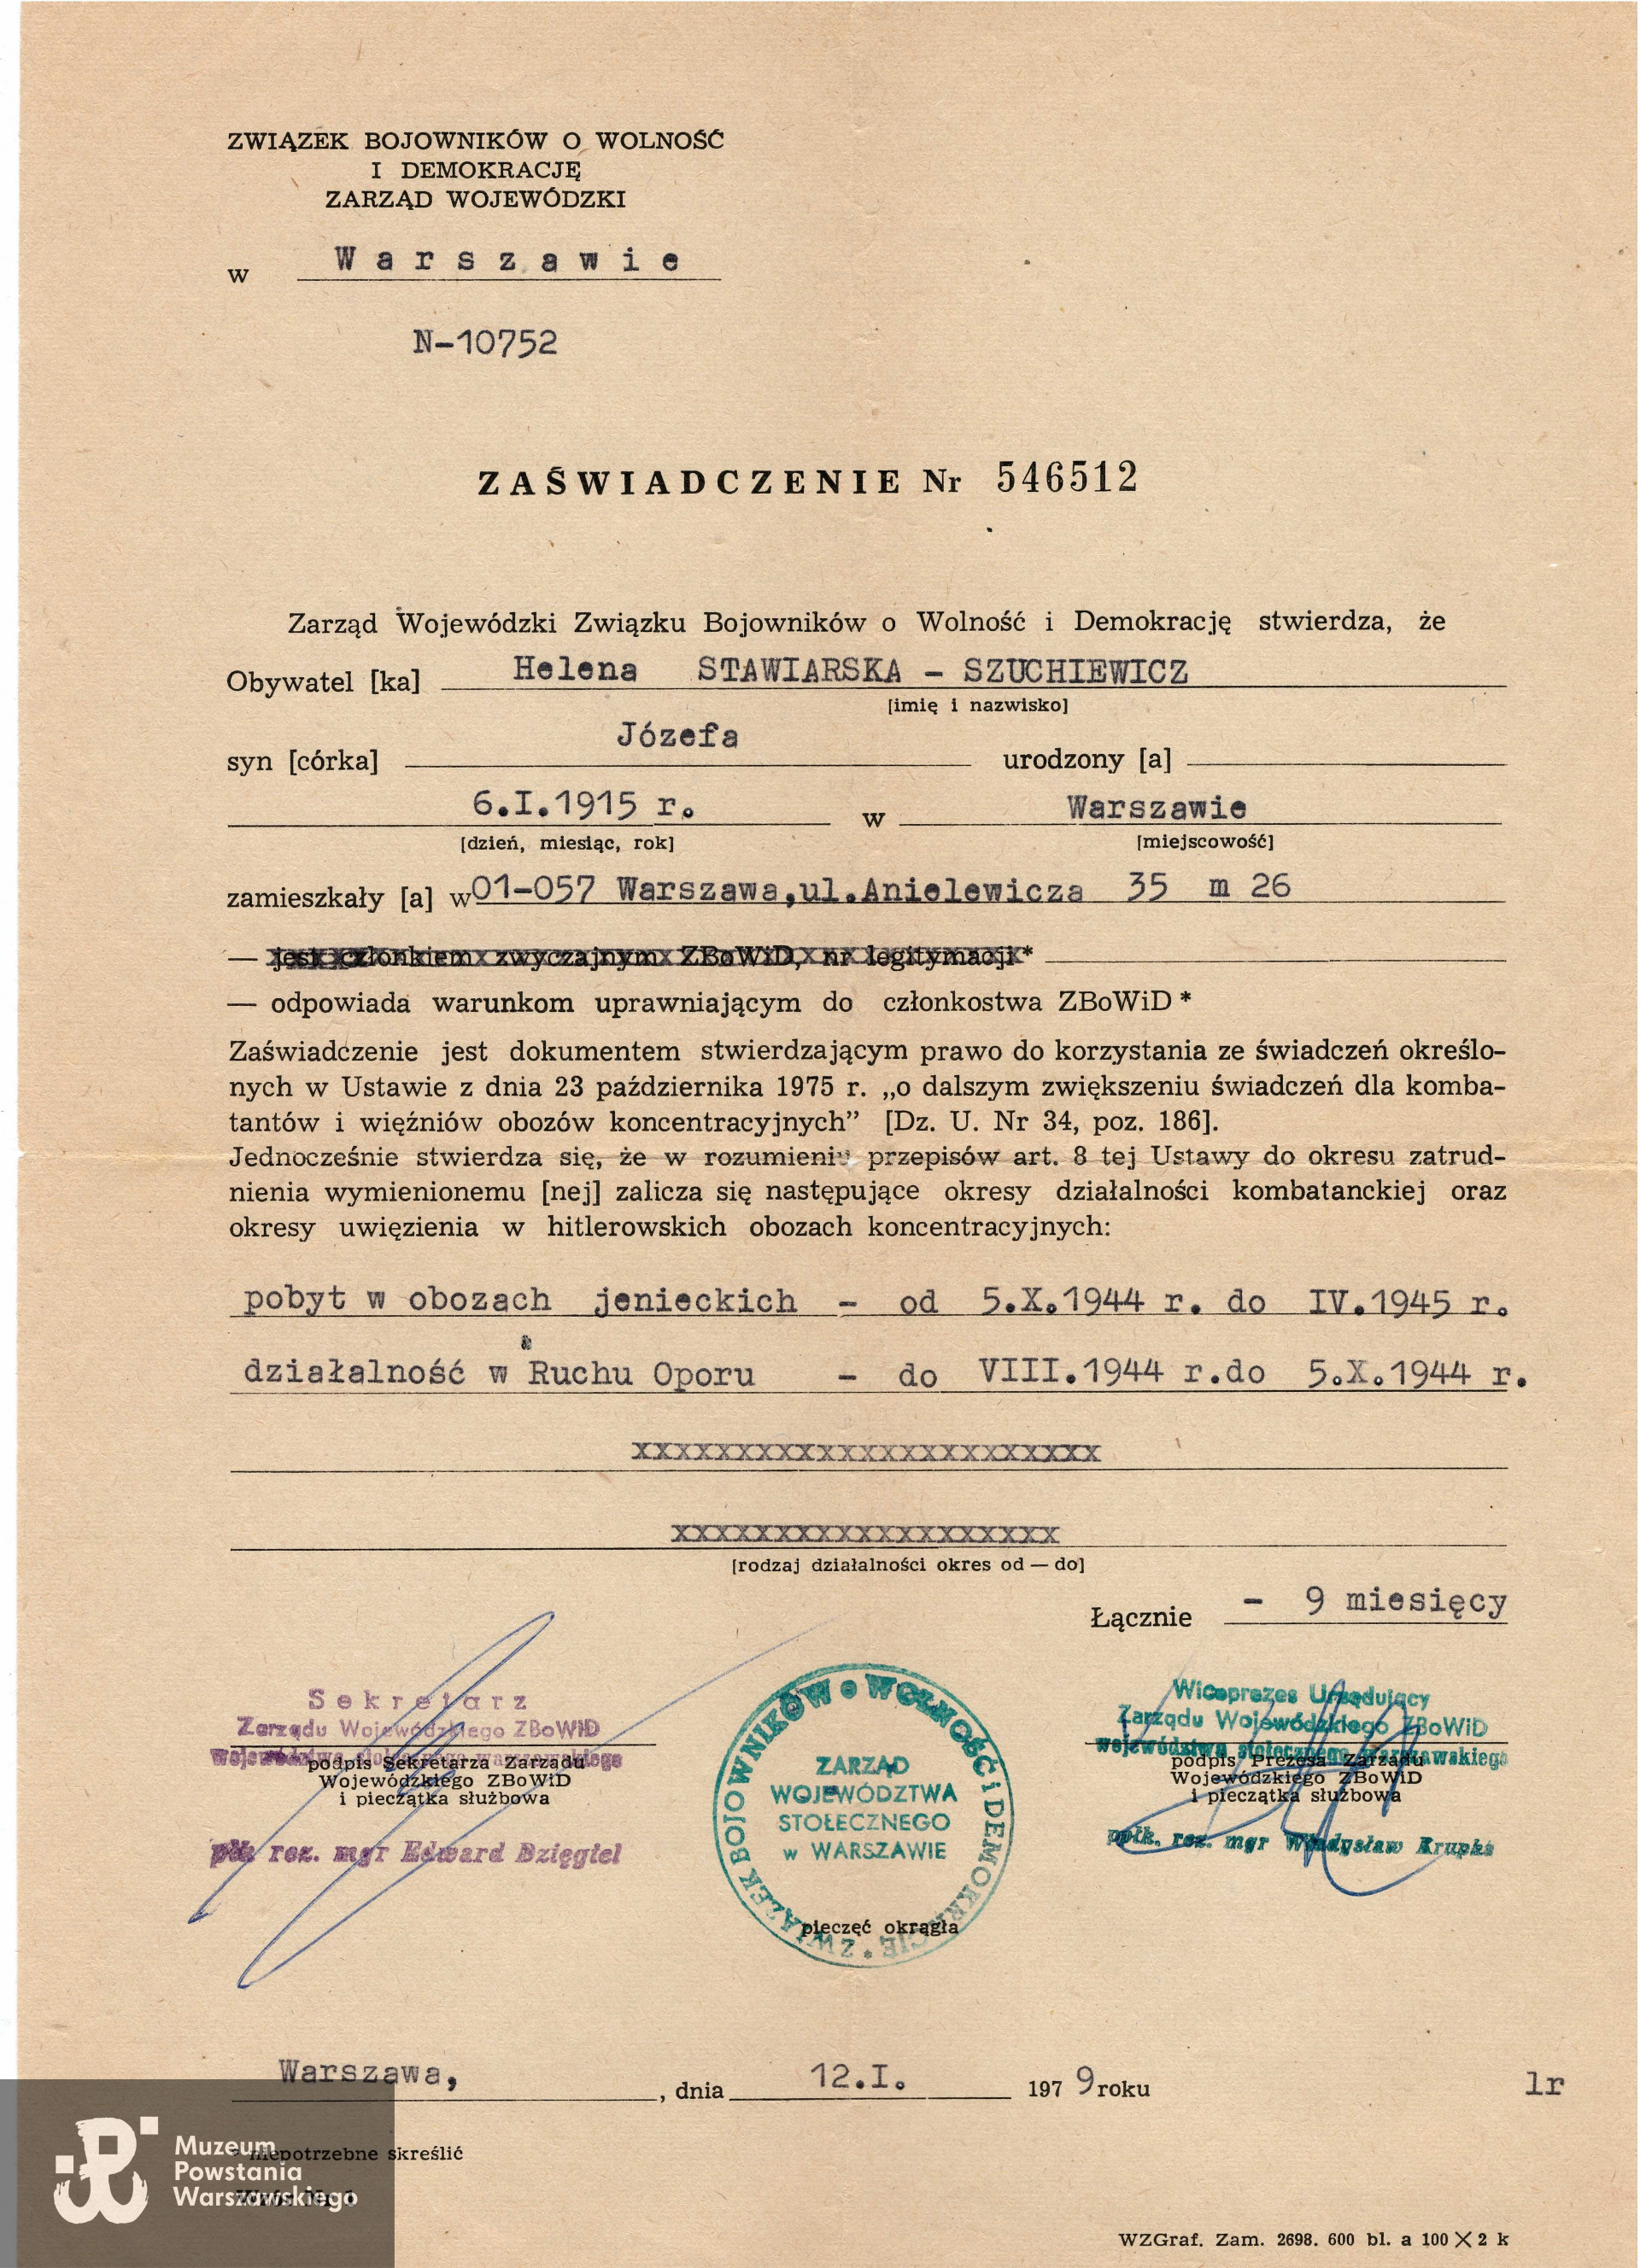 ZWIĄZEK BOJOWNIKÓW O WOLNOŚĆ
I DEMOKRACJĘ
ZARZĄD WOJEWÓDZKI
w Warszawie
N-10752
ZAŚWIADCZENIE Nr 546512
Zarząd Wojewódzki Związku Bojowników o Wolność i Demokrację stwierdza, że
Obywatel [ka] Helena STAWIARSKA - SZUCHIEWICZ
[imię i nazwisko]
syn [córka] Józefa urodzony [a]
6.I.1915 r. w Warszawie
[dzień, miesiąc, rok] [miejscowość]
zamieszkały [a] w 01-057 Warszawa,ul.Anielewicza 35 m 26
— jest członkiem zwyczajnym ZBoWiD, nr legitymacji*
— odpowiada warunkom uprawniającym do członkostwa ZBoWiD*
Zaświadczenie jest dokumentem stwierdzającym prawo do korzystania ze świadczeń określo-
nych w Ustawie z dnia 23 października 1975 r. „o dalszym zwiększeniu świadczeń dla komba-
tantów i więźniów obozów koncentracyjnych” [Dz. U. Nr 34, poz. 186].
Jednocześnie stwierdza się, że w rozumieniu przepisów art. 8 tej Ustawy do okresu zatrud-
nienia wymienionemu [nej] zalicza się następujące okresy działalności kombatanckiej oraz
okresy uwięzienia w hitlerowskich obozach koncentracyjnych:
pobyt w obozach jenieckich - od 5.X.1944 r. do IV.1945 r.
działalność w Ruchu Oporu - do VIII.1944 r.do 5.X.1944 r.
xxxxxxxxxxxxxxxxxxxxxxxxxx
xxxxxxxxxxxxxxxxxxxxx
[rodzaj działalności okres od — do]
Łącznie - 9 miesięcy
Sekretarz
Zarządu Wojewódzkiego ZBoWiD
Województwa stołecznego warszawskiego
podpis Sekretarza Zarządu
Wojewódzkiego ZBoWiD
i pieczątka służbowa
płk. rez. mgr Edward Dzięgiel
ZWIĄZEK BOJOWNIKÓW o WOLNOŚĆ i DEMOKRACJĘ *
ZARZĄD
WOJEWÓDZTWA
STOŁECZNEGO
w WARSZAWIE
pieczęć okrągła
Wiceprezes Urzędujący
Zarządu Wojewódzkiego ZBoWiD
województwa stołecznego warszawskiego
podpis Prezesa Zarządu
Wojewódzkiego ZBoWiD
i pieczątka służbowa
ppłk. rez. mgr Władysław Krupka
Warszawa, , dnia 12.I. 1979 roku
lr
niepotrzebne skreślić
Muzeum
Powstania
Warszawskiego
WZGraf. Zam. 2698. 600 bl. a 100 X 2 k